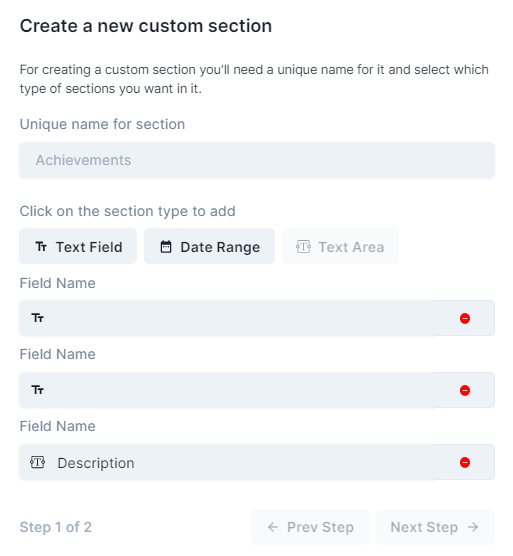 Create a new custom section
For creating a custom section you'll need a unique name for it and select which
type of sections you want in it.
Unique name for section
Achievements
Click on the section type to add
Text Field Date Range Text Area
Field Name
Field Name
Field Name
Description
Step 1 of 2 Prev Step Next Step